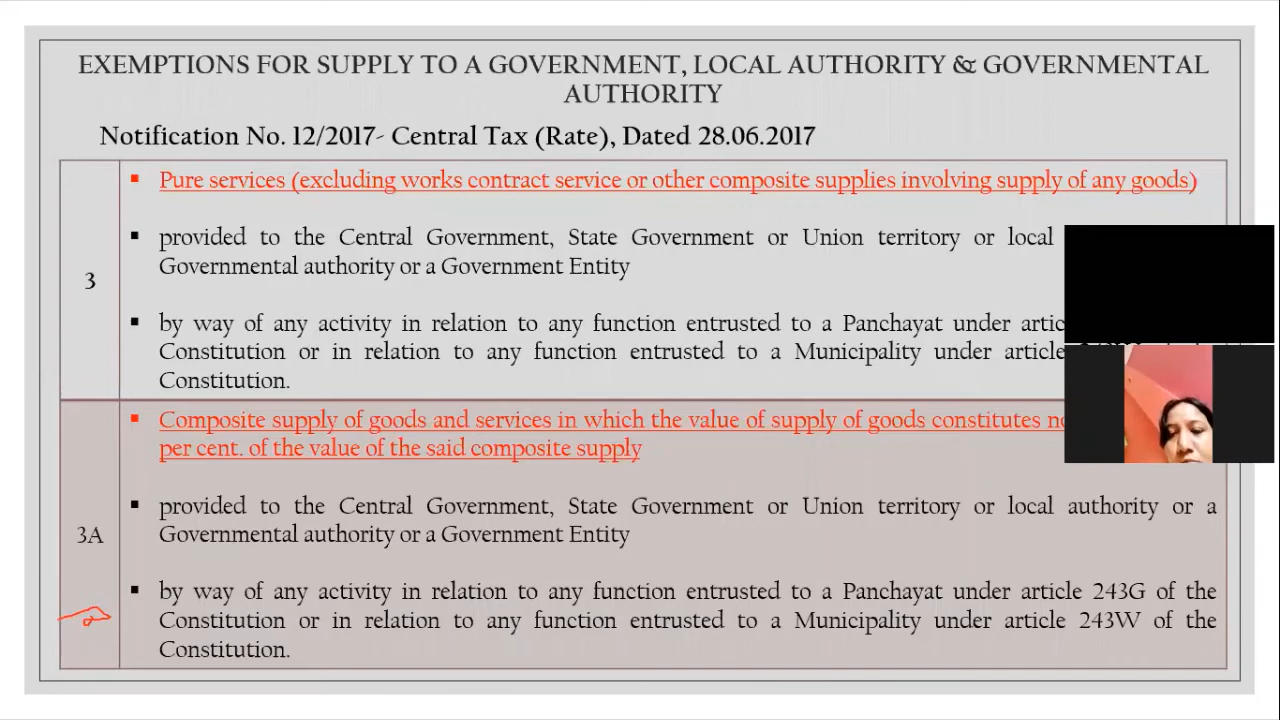 EXEMPTIONS FOR SUPPLY TO A GOVERNMENT, LOCAL AUTHORITY & GOVERNMENTAL
AUTHORITY
Notification No. 12/2017- Central Tax (Rate), Dated 28.06.2017
3
▪ Pure services (excluding works contract service or other composite supplies involving supply of any goods)
▪ provided to the Central Government, State Government or Union territory or local
Governmental authority or a Government Entity
▪ by way of any activity in relation to any function entrusted to a Panchayat under
Constitution or in relation to any function entrusted to a Municipality under article
Constitution.
3A
▪ Composite supply of goods and services in which the value of supply of goods constitutes
per cent. of the value of the said composite supply
▪ provided to the Central Government, State Government or Union territory or local authority or a
Governmental authority or a Government Entity
▪ by way of any activity in relation to any function entrusted to a Panchayat under article 243G of the
Constitution or in relation to any function entrusted to a Municipality under article 243W of the
Constitution.